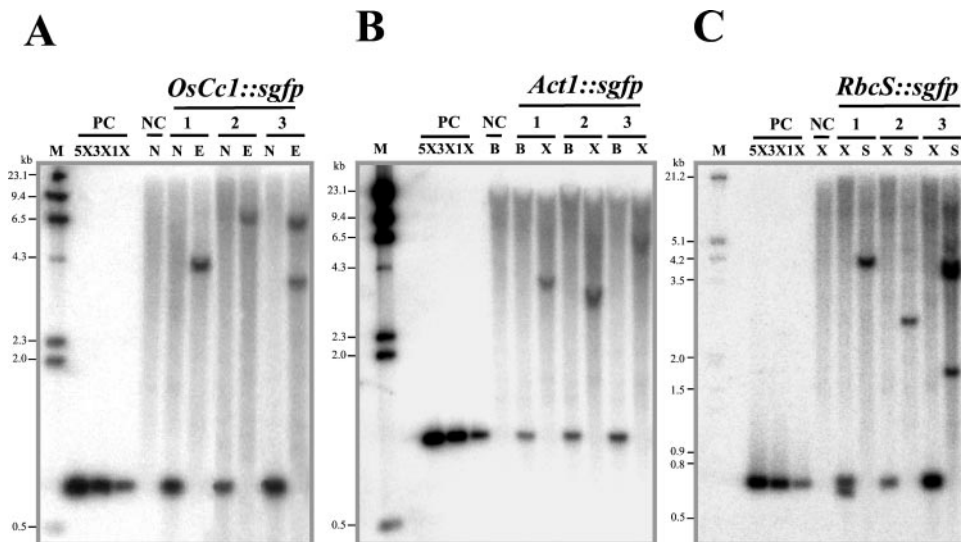 A
OsCc1::sgfp
PC NC 1 2 3
kb M 5X3X1X N N E N E N E
23.1
9.4
6.5
4.3
2.3
2.0
0.5
B
Act1::sgfp
PC NC 1 2 3
kb M 5X3X1X B B X B X B X
23.1
9.4
6.5
4.3
2.3
2.0
0.5
C
RbcS::sgfp
PC NC 1 2 3
kb M 5X3X1X X X S X S X S
21.2
5.1
4.2
3.5
2.0
1.5
0.9
0.8
0.5